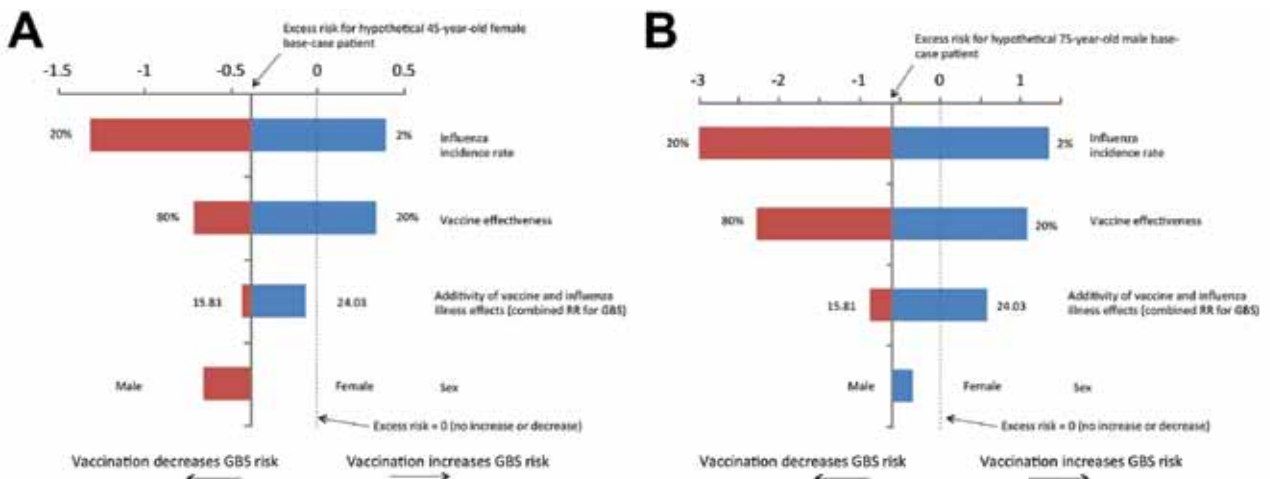 A
Excess risk for hypothetical 45-year-old female
base-case patient
-1.5 -1 -0.5 0 0.5
20% 2% Influenza
incidence rate
80% 20% Vaccine effectiveness
15.81 24.03 Additivity of vaccine and influenza
illness effects (combined RR for GBS)
Male Female Sex
Excess risk = 0 (no increase or decrease)
Vaccination decreases GBS risk Vaccination increases GBS risk
B
Excess risk for hypothetical 75-year-old male base-
case patient
-3 -2 -1 0 1
20% 2% Influenza
incidence rate
80% 20% Vaccine effectiveness
15.81 24.03 Additivity of vaccine and influenza
illness effects (combined RR for GBS)
Male Female Sex
Excess risk = 0 (no increase or decrease)
Vaccination decreases GBS risk Vaccination increases GBS risk